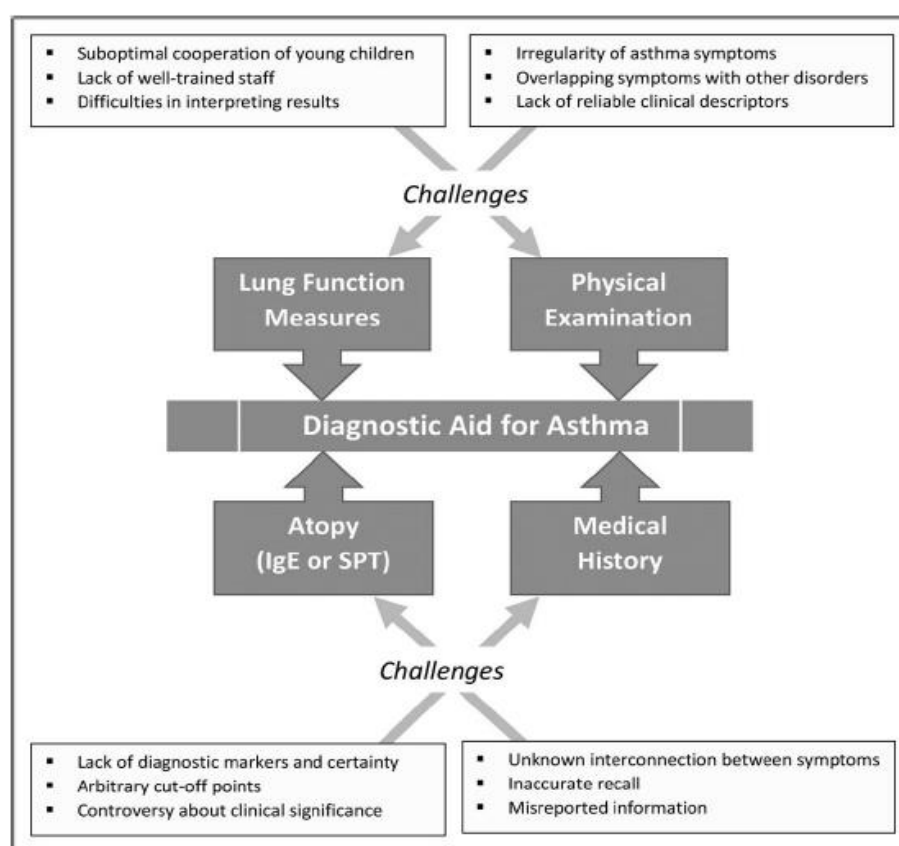 ▪ Suboptimal cooperation of young children
▪ Lack of well-trained staff
▪ Difficulties in interpreting results
▪ Irregularity of asthma symptoms
▪ Overlapping symptoms with other disorders
▪ Lack of reliable clinical descriptors
Challenges
Lung Function
Measures
Physical
Examination
Diagnostic Aid for Asthma
Atopy
(IgE or SPT)
Medical
History
Challenges
▪ Lack of diagnostic markers and certainty
▪ Arbitrary cut-off points
▪ Controversy about clinical significance
▪ Unknown interconnection between symptoms
▪ Inaccurate recall
▪ Misreported information